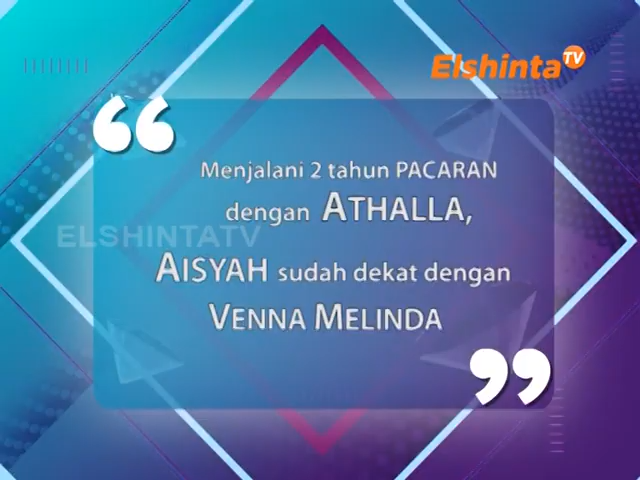 Elshinta TV
Menjalani 2 tahun PACARAN
dengan ATHALLA,
ELSHINTATV
AISYAH sudah dekat dengan
VENNA MELINDA